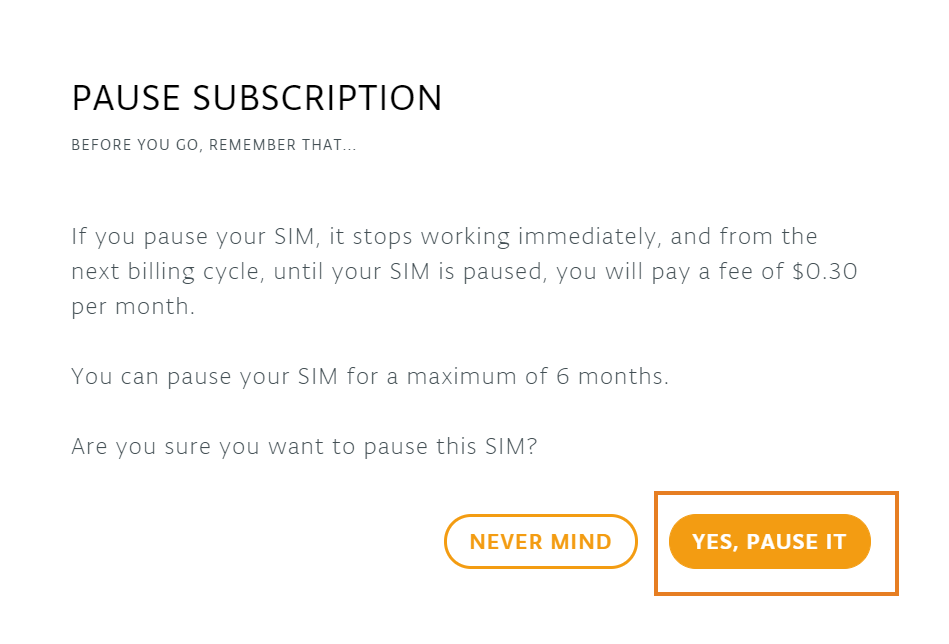 PAUSE SUBSCRIPTION
BEFORE YOU GO, REMEMBER THAT...
If you pause your SIM, it stops working immediately, and from the
next billing cycle, until your SIM is paused, you will pay a fee of $0.30
per month.
You can pause your SIM for a maximum of 6 months.
Are you sure you want to pause this SIM?
NEVER MIND
YES, PAUSE IT